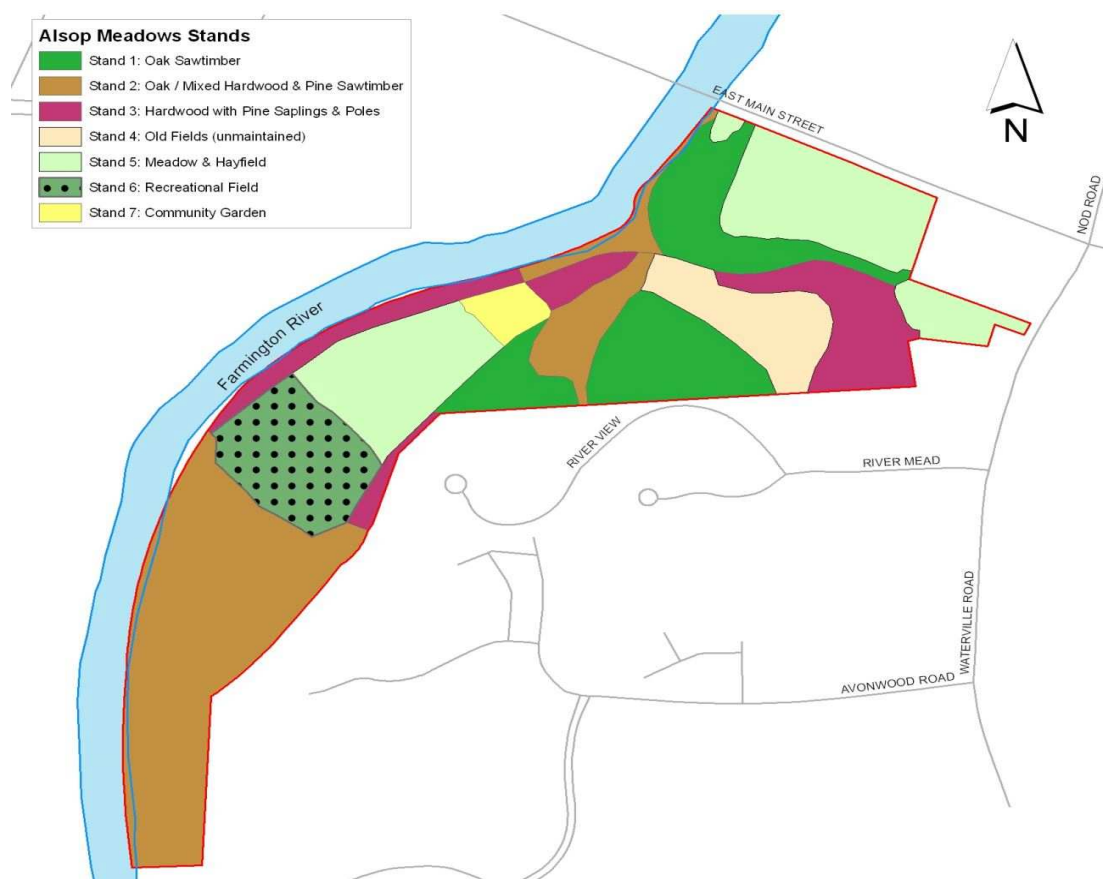 Alsop Meadows Stands
Stand 1: Oak Sawtimber
Stand 2: Oak / Mixed Hardwood & Pine Sawtimber
Stand 3: Hardwood with Pine Saplings & Poles
Stand 4: Old Fields (unmaintained)
Stand 5: Meadow & Hayfield
Stand 6: Recreational Field
Stand 7: Community Garden
EAST MAIN STREET
N
NOD ROAD
Farmington River
RIVER VIEW
RIVER MEAD
WATERVILLE ROAD
AVONWOOD ROAD